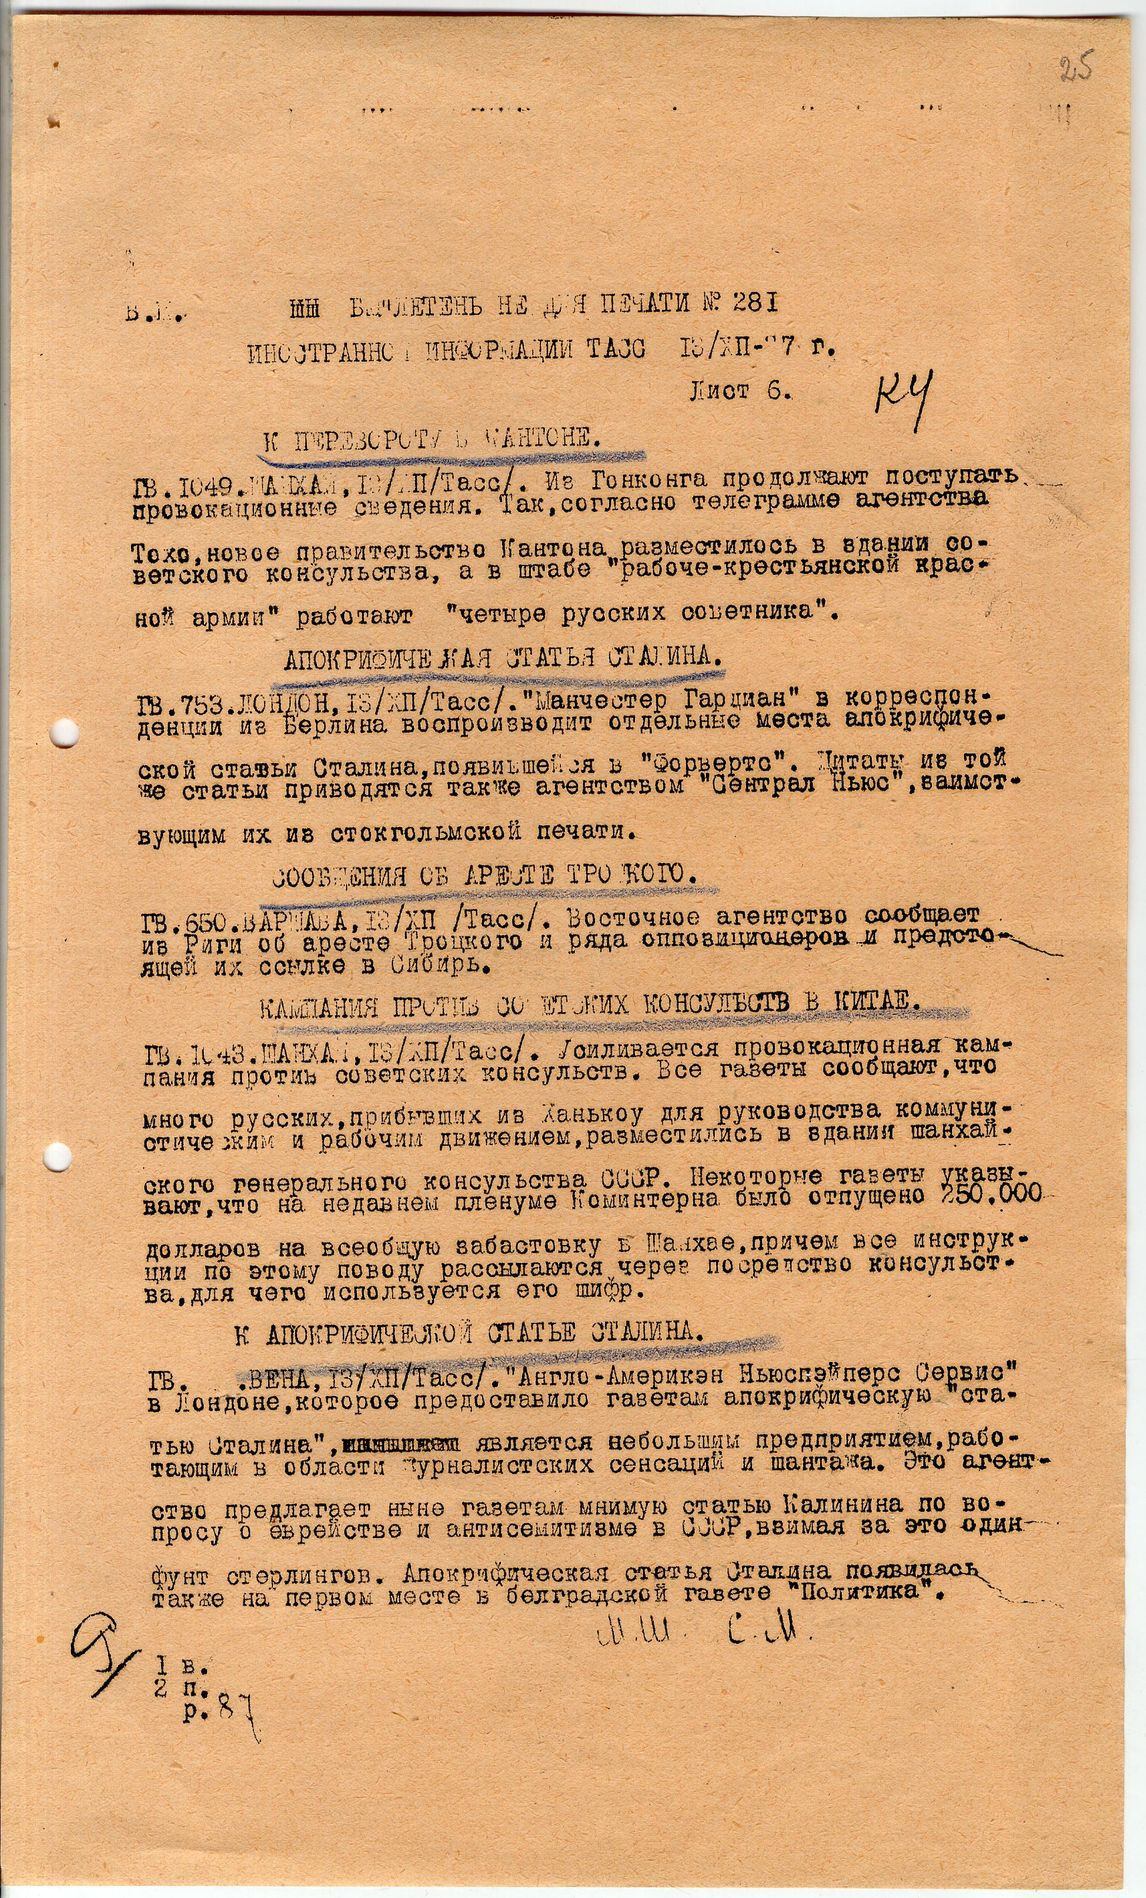 25
ШШ БЮЛЛЕТЕНЬ НЕ ДЛЯ ПЕЧАТИ № 281
ИНОСТРАННОЙ ИНФОРМАЦИИ ТАСС 13/ХП-27 г.
Лист 6.
К ПЕРЕВОРОТУ В КАНТОНЕ.
ГВ.1049.ШАНХАЙ,13/ХП/Тасс/. Из Гонконга продолжают поступать
провокационные сведения. Так,согласно телеграмме агентства
Тохо,новое правительство Кантона разместилось в здании со-
ветского консульства, а в штабе "рабоче-крестьянской крас-
ной армии" работают "четыре русских советника".
АПОКРИФИЧЕСКАЯ СТАТЬЯ СТАЛИНА.
ГВ.753.ЛОНДОН,13/ХП/Тасс/."Манчестер Гардиан" в корреспон-
денции из Берлина воспроизводит отдельные места апокрифиче-
ской статьи Сталина,появившейся в "Форвертс". Цитаты из той
же статьи приводятся также агентством "Сентрал Ньюс",заимст-
вующим их из стокгольмской печати.
СООБЩЕНИЯ ОБ АРЕСТЕ ТРОЦКОГО.
ГВ.650.ВАРШАВА,13/ХП /Тасс/. Восточное агентство сообщает
из Риги об аресте Троцкого и ряда оппозиционеров и предсто-
ящей их ссылке в Сибирь.
КАМПАНИЯ ПРОТИВ СОВЕТСКИХ КОНСУЛЬСТВ В КИТАЕ.
ГВ.1043.ШАНХАЙ,13/ХП/Тасс/. Усиливается провокационная кам-
пания против советских консульств. Все газеты сообщают,что
много русских,прибывших из Ханькоу для руководства коммуни-
стическим и рабочим движением,разместились в здании шанхай-
ского генерального консульства СССР. Некоторые газеты указы-
вают,что на недавнем пленуме Коминтерна было отпущено 250.000
долларов на всеобщую забастовку в Шанхае,причем все инструк-
ции по этому поводу рассылаются через посредство консульст-
ва,для чего используется его шифр.
К АПОКРИФИЧЕСКОЙ СТАТЬЕ СТАЛИНА.
ГВ. .ВЕНА,13/ХП/Тасс/."Англо-Америкэн Ньюспэйперс Сервис"
в Лондоне,которое предоставило газетам апокрифическую "ста-
тью Сталина", является небольшим предприятием,рабо-
тающим в области журналистских сенсаций и шантажа. Это агент-
ство предлагает ныне газетам мнимую статью Калинина по во-
просу о еврействе и антисемитизме в СССР,взимая за это один
фунт стерлингов. Апокрифическая статья Сталина появилась
также на первом месте в белградской газете "Политика".
М.Ш. С.М.
1 в.
2 п.
р.87